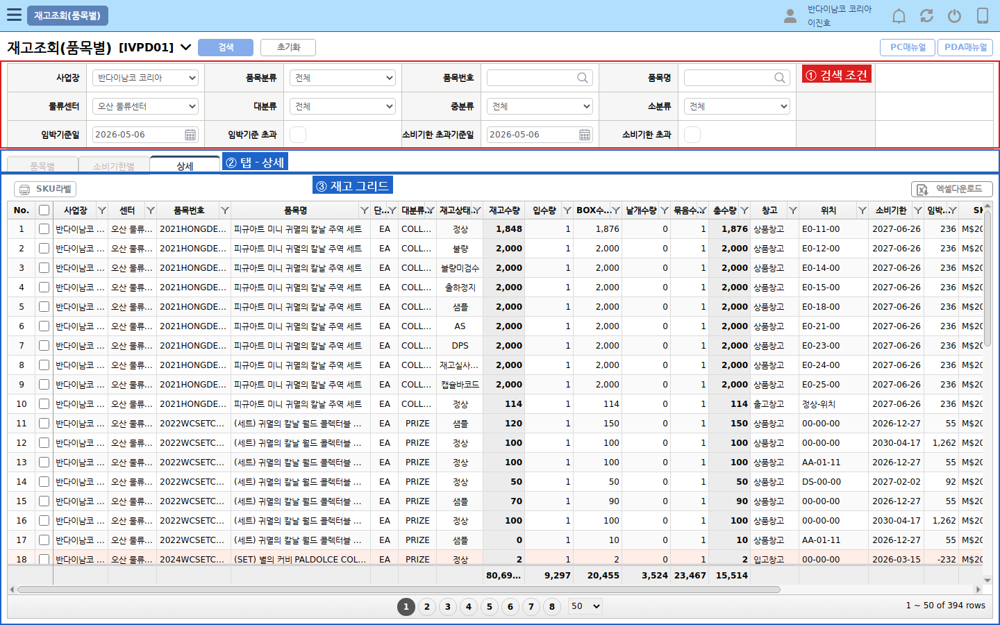 재고조회(품목별)
반다이남코 코리아
이진호
재고조회(품목별) [IVPD01] 검색 초기화 PC매뉴얼 PDA매뉴얼
사업장 반다이남코 코리아 품목분류 전체 품목번호 품목명 ① 검색 조건
물류센터 오산 물류센터 대분류 전체 중분류 전체 소분류 전체
임박기준일 2026-05-06 임박기준 초과 소비기한 초과기준일 2026-05-06 소비기한 초과
품목별 소비기한별 상세 ② 탭 - 상세
③ 재고 그리드
SKU라벨 엑셀다운로드
No. 사업장 센터 품목번호 품목명 단... 대분류... 재고상태... 재고수량 입수량 BOX수... 낱개수량 묶음수... 총수량 창고 위치 소비기한 임박... SK
1 반다이남코 ... 오산 물류... 2021HONGDE... 피규아트 미니 귀멸의 칼날 주역 세트 EA COLL... 정상 1,848 1 1,876 0 1 1,876 상품창고 E0-11-00 2027-06-26 236 M$20
2 반다이남코 ... 오산 물류... 2021HONGDE... 피규아트 미니 귀멸의 칼날 주역 세트 EA COLL... 불량 2,000 1 2,000 0 1 2,000 상품창고 E0-12-00 2027-06-26 236 M$20
3 반다이남코 ... 오산 물류... 2021HONGDE... 피규아트 미니 귀멸의 칼날 주역 세트 EA COLL... 불량미검수 2,000 1 2,000 0 1 2,000 상품창고 E0-14-00 2027-06-26 236 M$20
4 반다이남코 ... 오산 물류... 2021HONGDE... 피규아트 미니 귀멸의 칼날 주역 세트 EA COLL... 출하정지 2,000 1 2,000 0 1 2,000 상품창고 E0-15-00 2027-06-26 236 M$20
5 반다이남코 ... 오산 물류... 2021HONGDE... 피규아트 미니 귀멸의 칼날 주역 세트 EA COLL... 샘플 2,000 1 2,000 0 1 2,000 상품창고 E0-18-00 2027-06-26 236 M$20
6 반다이남코 ... 오산 물류... 2021HONGDE... 피규아트 미니 귀멸의 칼날 주역 세트 EA COLL... AS 2,000 1 2,000 0 1 2,000 상품창고 E0-21-00 2027-06-26 236 M$20
7 반다이남코 ... 오산 물류... 2021HONGDE... 피규아트 미니 귀멸의 칼날 주역 세트 EA COLL... DPS 2,000 1 2,000 0 1 2,000 상품창고 E0-23-00 2027-06-26 236 M$20
8 반다이남코 ... 오산 물류... 2021HONGDE... 피규아트 미니 귀멸의 칼날 주역 세트 EA COLL... 재고실사... 2,000 1 2,000 0 1 2,000 상품창고 E0-24-00 2027-06-26 236 M$20
9 반다이남코 ... 오산 물류... 2021HONGDE... 피규아트 미니 귀멸의 칼날 주역 세트 EA COLL... 캡슐바코드 2,000 1 2,000 0 1 2,000 상품창고 E0-25-00 2027-06-26 236 M$20
10 반다이남코 ... 오산 물류... 2021HONGDE... 피규아트 미니 귀멸의 칼날 주역 세트 EA COLL... 정상 114 1 114 0 1 114 출고창고 정상-위치 2027-06-26 236 M$20
11 반다이남코 ... 오산 물류... 2022WCSETC... (세트) 귀멸의 칼날 월드 콜렉터블 ... EA PRIZE 샘플 120 1 150 0 1 150 상품창고 00-00-00 2026-12-27 55 M$20
12 반다이남코 ... 오산 물류... 2022WCSETC... (세트) 귀멸의 칼날 월드 콜렉터블 ... EA PRIZE 정상 100 1 100 0 1 100 상품창고 00-00-00 2030-04-17 1,262 M$20
13 반다이남코 ... 오산 물류... 2022WCSETC... (세트) 귀멸의 칼날 월드 콜렉터블 ... EA PRIZE 정상 100 1 100 0 1 100 상품창고 AA-01-11 2026-12-27 55 M$20
14 반다이남코 ... 오산 물류... 2022WCSETC... (세트) 귀멸의 칼날 월드 콜렉터블 ... EA PRIZE 정상 50 1 50 0 1 50 상품창고 DS-00-00 2027-02-02 92 M$20
15 반다이남코 ... 오산 물류... 2022WCSETC... (세트) 귀멸의 칼날 월드 콜렉터블 ... EA PRIZE 샘플 70 1 90 0 1 90 상품창고 00-00-00 2026-12-27 55 M$20
16 반다이남코 ... 오산 물류... 2022WCSETC... (세트) 귀멸의 칼날 월드 콜렉터블 ... EA PRIZE 정상 100 1 100 0 1 100 상품창고 00-00-00 2030-04-17 1,262 M$20
17 반다이남코 ... 오산 물류... 2022WCSETC... (세트) 귀멸의 칼날 월드 콜렉터블 ... EA PRIZE 샘플 0 1 10 0 1 10 상품창고 AA-01-11 2026-12-27 55 M$20
18 반다이남코 ... 오산 물류... 2024WCSETC... (SET) 별의 커비 PALDOLCE COL... EA PRIZE 정상 2 1 2 0 1 2 입고창고 00-00-00 2026-03-15 -232 M$20
80,69... 9,297 20,455 3,524 23,467 15,514
1 2 3 4 5 6 7 8 50 1 ~ 50 of 394 rows